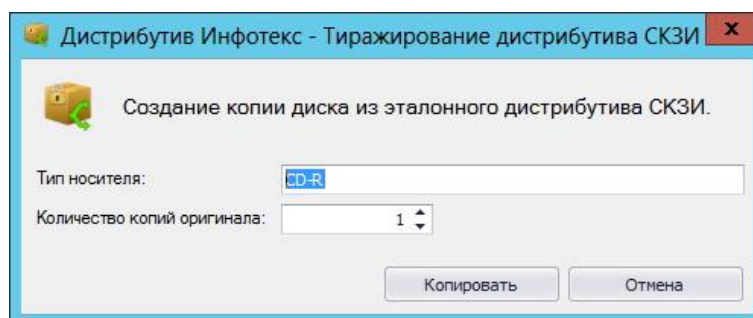 Дистрибутив Инфотекс - Тиражирование дистрибутива СКЗИ
x
Создание копии диска из эталонного дистрибутива СКЗИ.
Тип носителя: CD-R
Количество копий оригинала: 1
Копировать Отмена